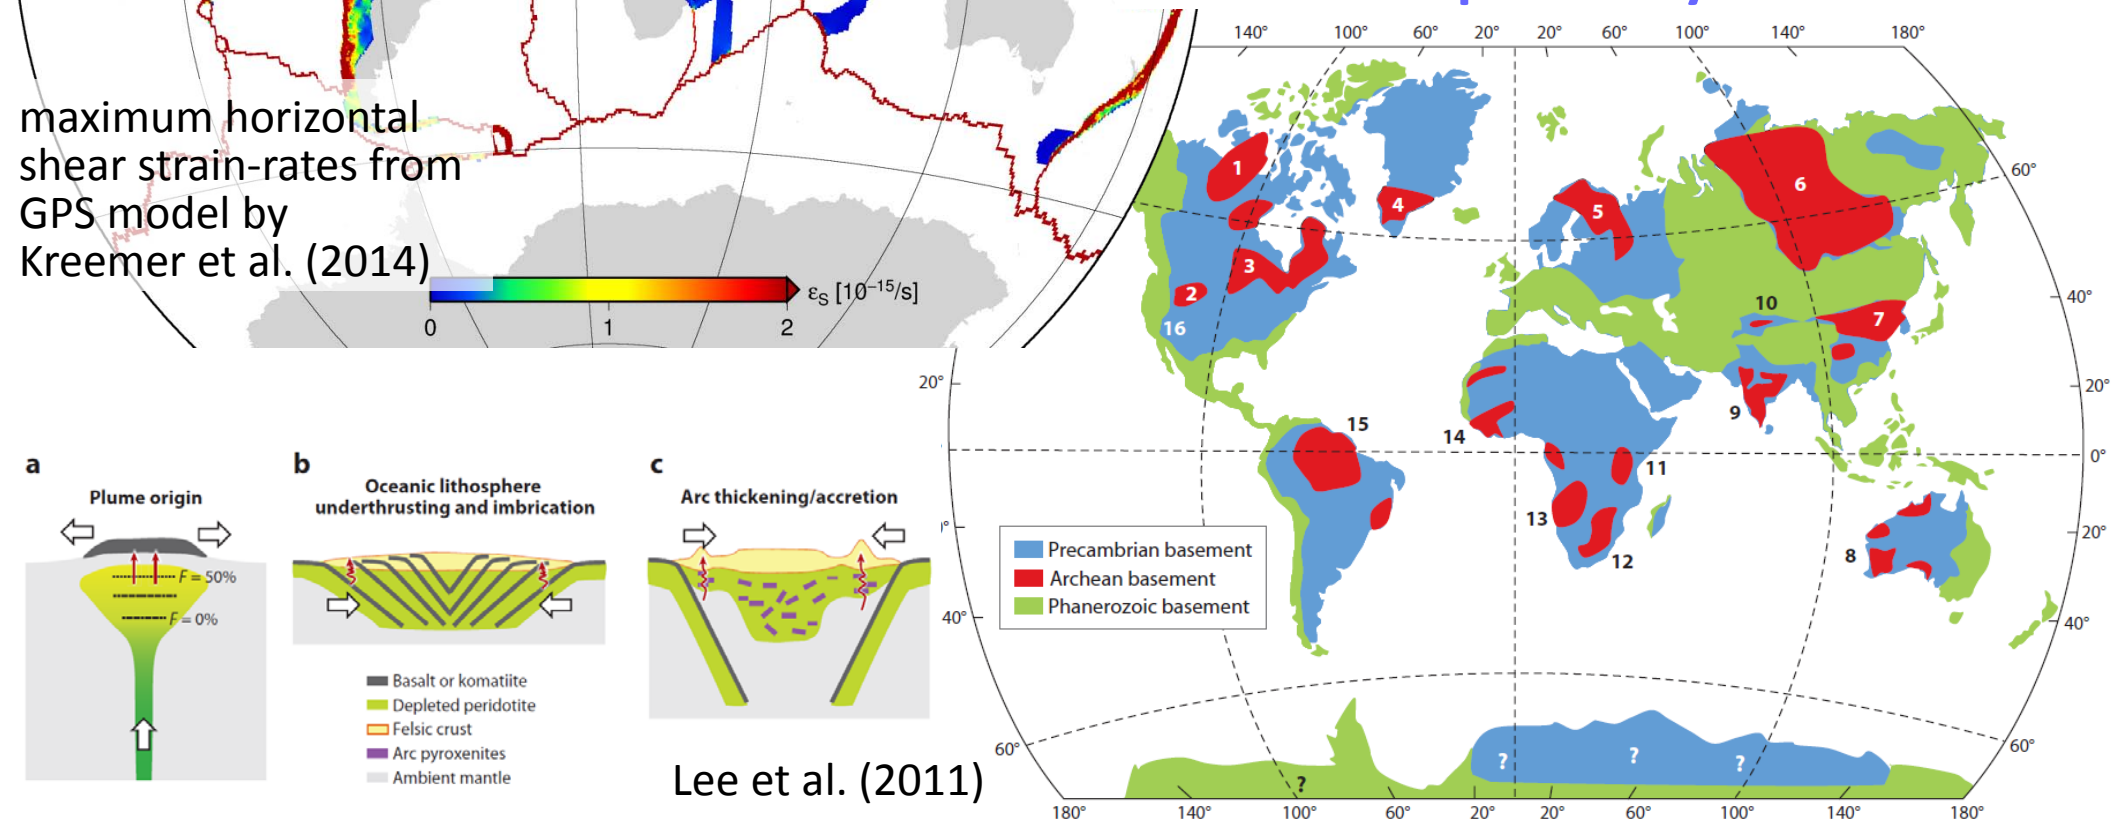 maximum horizontal
shear strain-rates from
GPS model by
Kreemer et al. (2014)
εS [10−15/s]
0 1 2
a
Plume origin
F = 50%
F = 0%
b
Oceanic lithosphere
underthrusting and imbrication
Basalt or komatiite
Depleted peridotite
Felsic crust
Arc pyroxenites
Ambient mantle
c
Arc thickening/accretion
Lee et al. (2011)
140° 100° 60° 20° 20° 60° 100° 140° 180°
60°
40°
20°
0°
20°
40°
60°
20°
0°
40°
60°
1
2
3
4
5
6
7
8
9
10
11
12
13
14
15
16
Precambrian basement
Archean basement
Phanerozoic basement
? ? ? ?
180° 140° 100° 60° 20° 20° 60° 100° 140° 180°